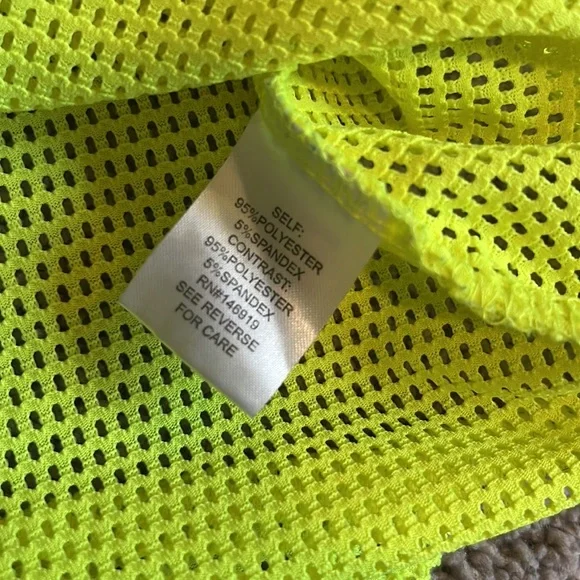 SELF:
95%POLYESTER
5%SPANDEX
CONTRAST:
95%POLYESTER
5%SPANDEX
RN#146919
SEE REVERSE
FOR CARE